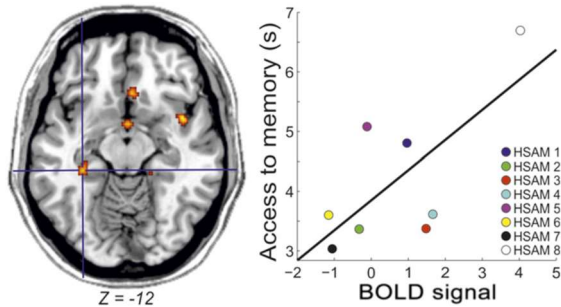 Z = -12
Access to memory (s)
7
6
5
4
3
-2
-1
0
1
2
3
4
5
BOLD signal
HSAM 1
HSAM 2
HSAM 3
HSAM 4
HSAM 5
HSAM 6
HSAM 7
HSAM 8